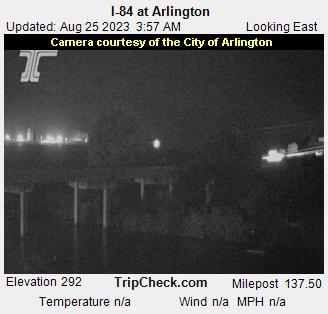 I-84 at Arlington
Updated: Aug 25 2023 3:57 AM Looking East
Camera courtesy of the City of Arlington
Elevation 292 TripCheck.com Milepost 137.50
Temperature n/a Wind n/a MPH n/a